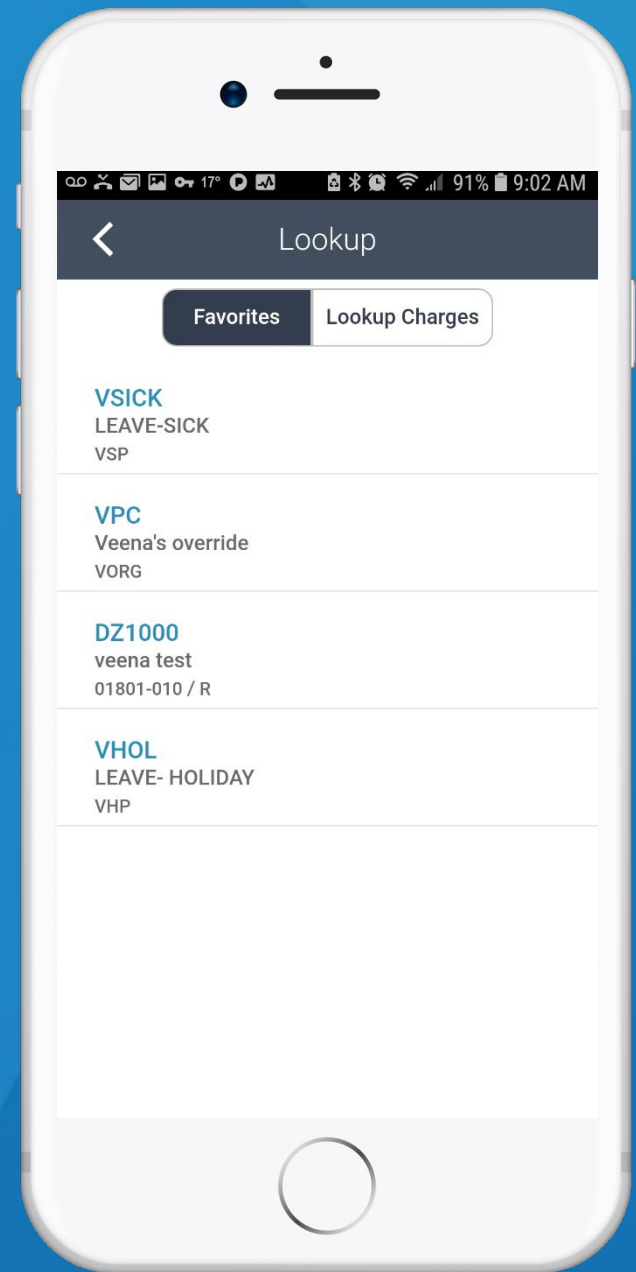 17° 91% 9:02 AM
Lookup
Favorites Lookup Charges
VSICK
LEAVE-SICK
VSP
VPC
Veena's override
VORG
DZ1000
veena test
01801-010 / R
VHOL
LEAVE- HOLIDAY
VHP